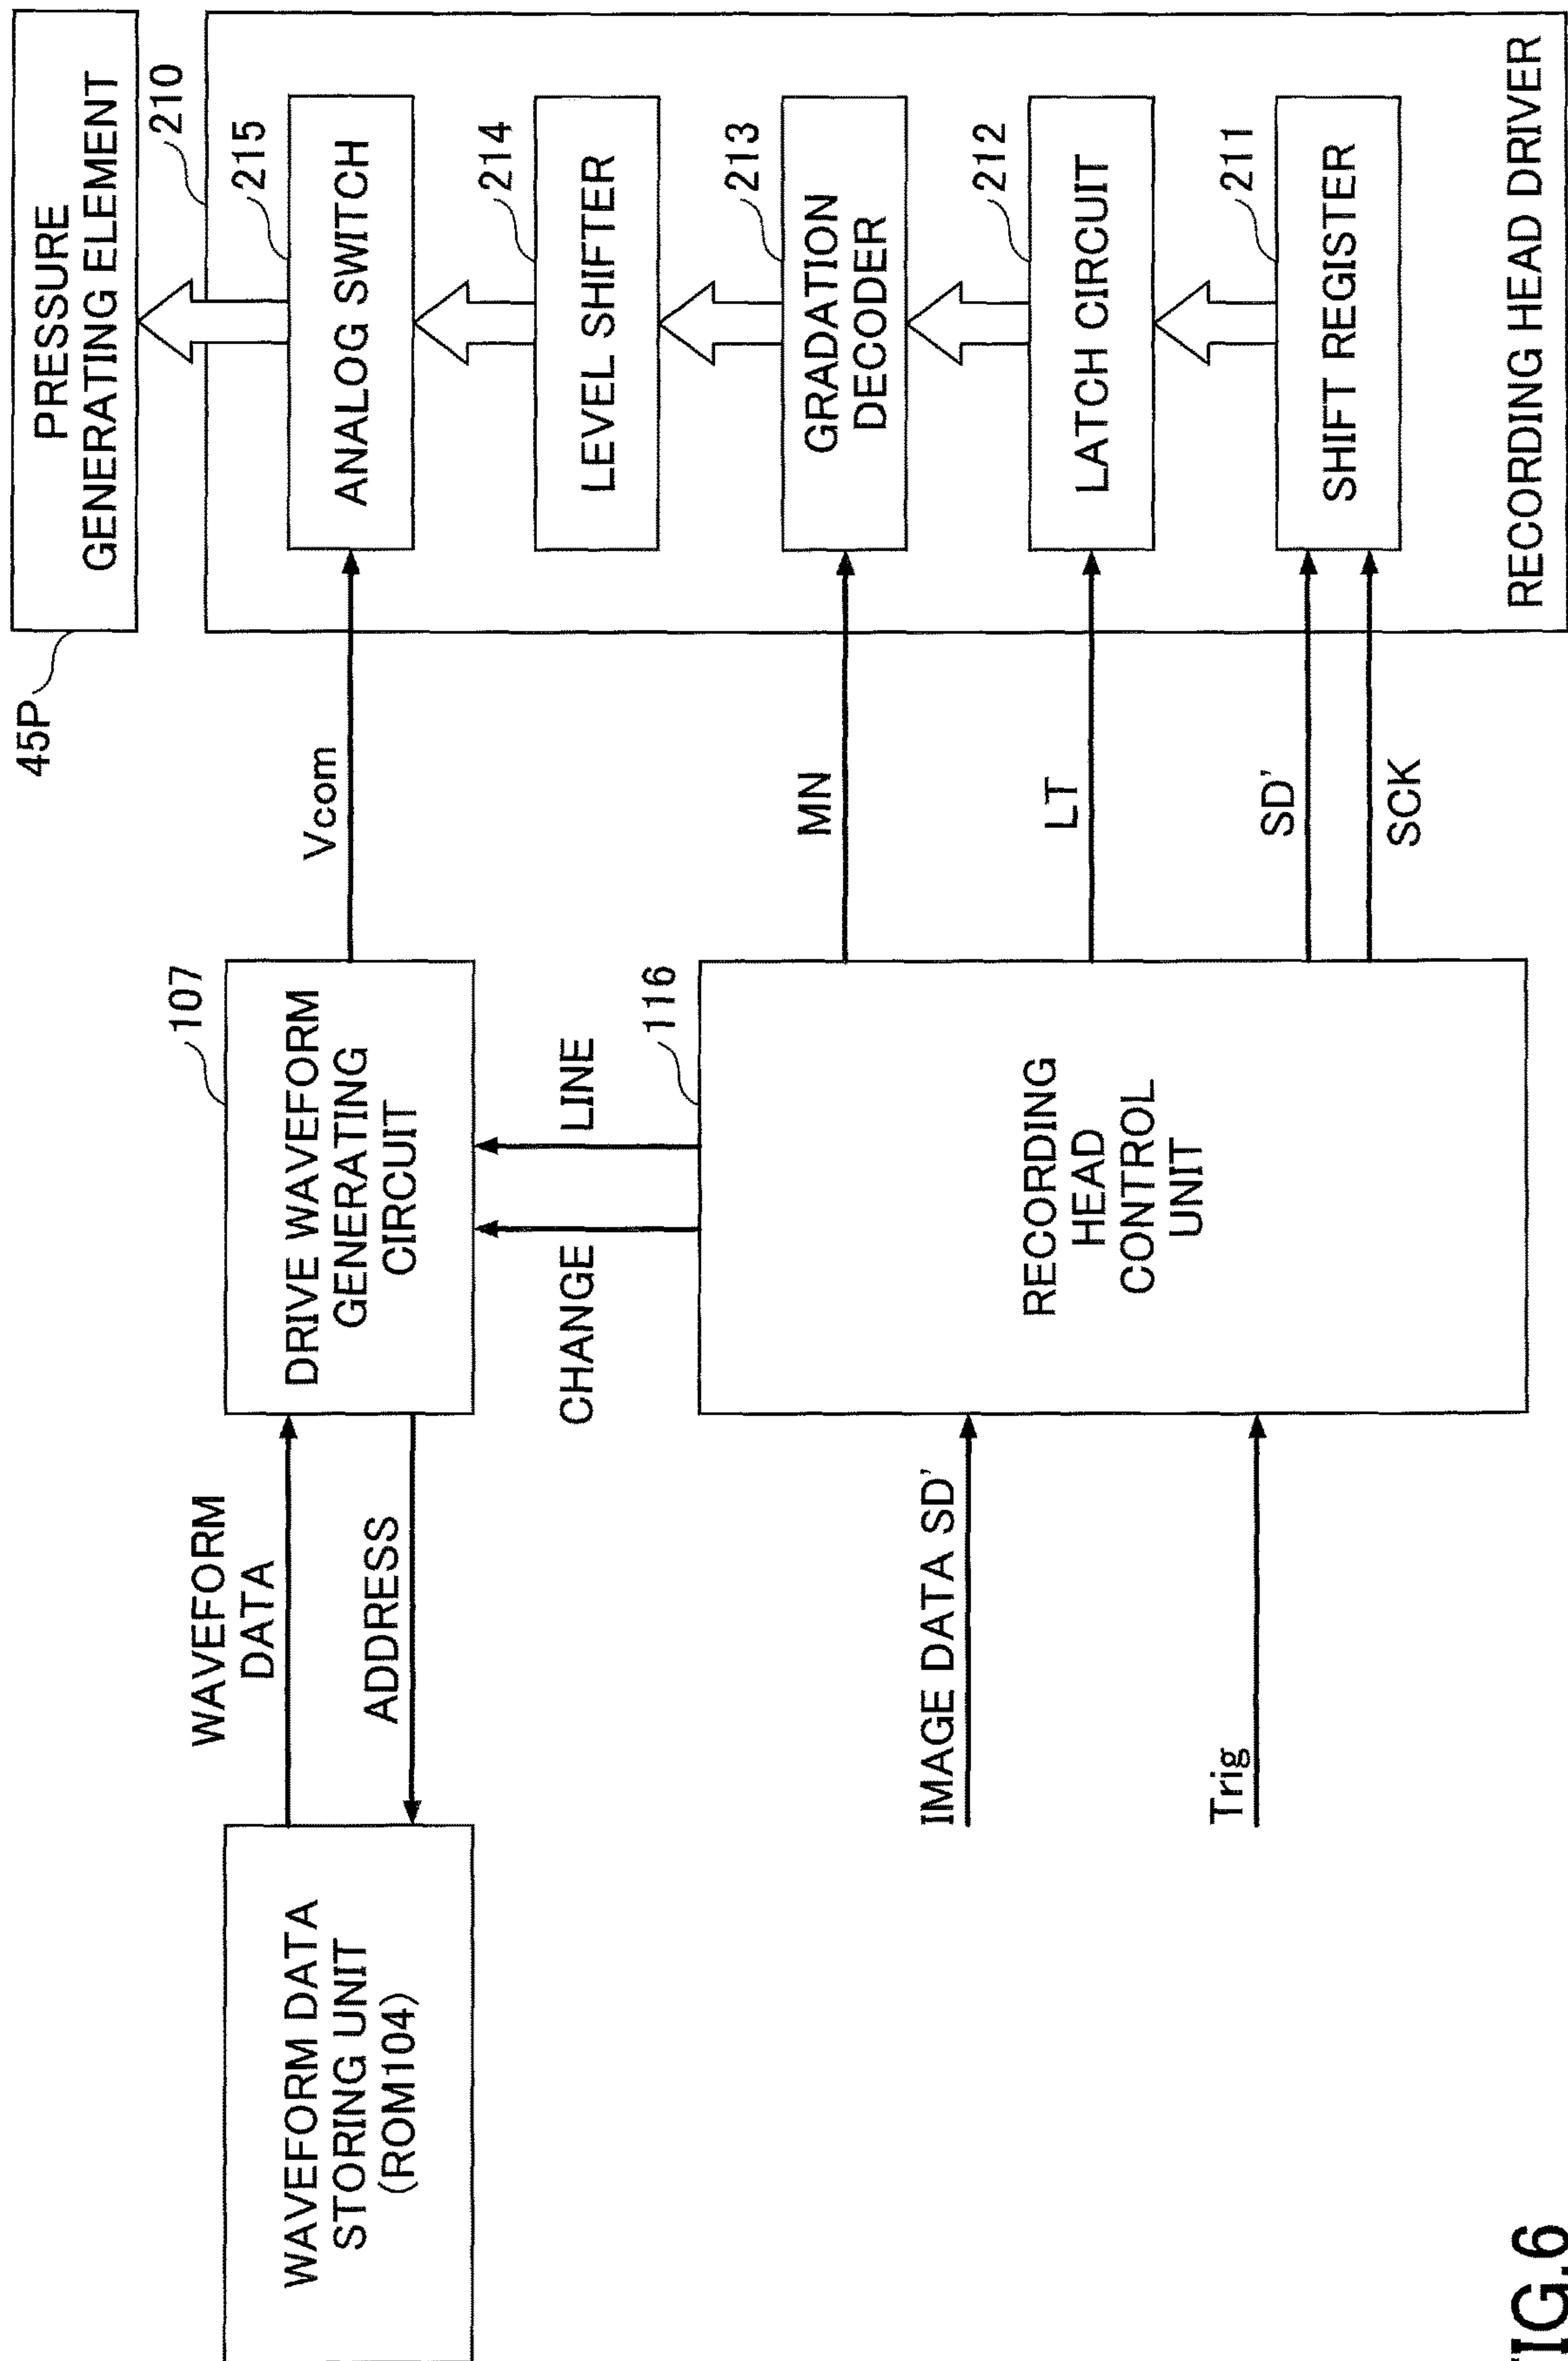 PRESSURE
GENERATING ELEMENT
45P
210
215
ANALOG SWITCH
214
LEVEL SHIFTER
213
GRADATION
DECODER
212
LATCH CIRCUIT
211
SHIFT REGISTER
RECORDING HEAD DRIVER
Vcom
MN
LT
SD'
SCK
107
DRIVE WAVEFORM
GENERATING
CIRCUIT
LINE
CHANGE
116
RECORDING
HEAD
CONTROL
UNIT
WAVEFORM
DATA
ADDRESS
IMAGE DATA SD'
Trig
WAVEFORM DATA
STORING UNIT
(ROM104)